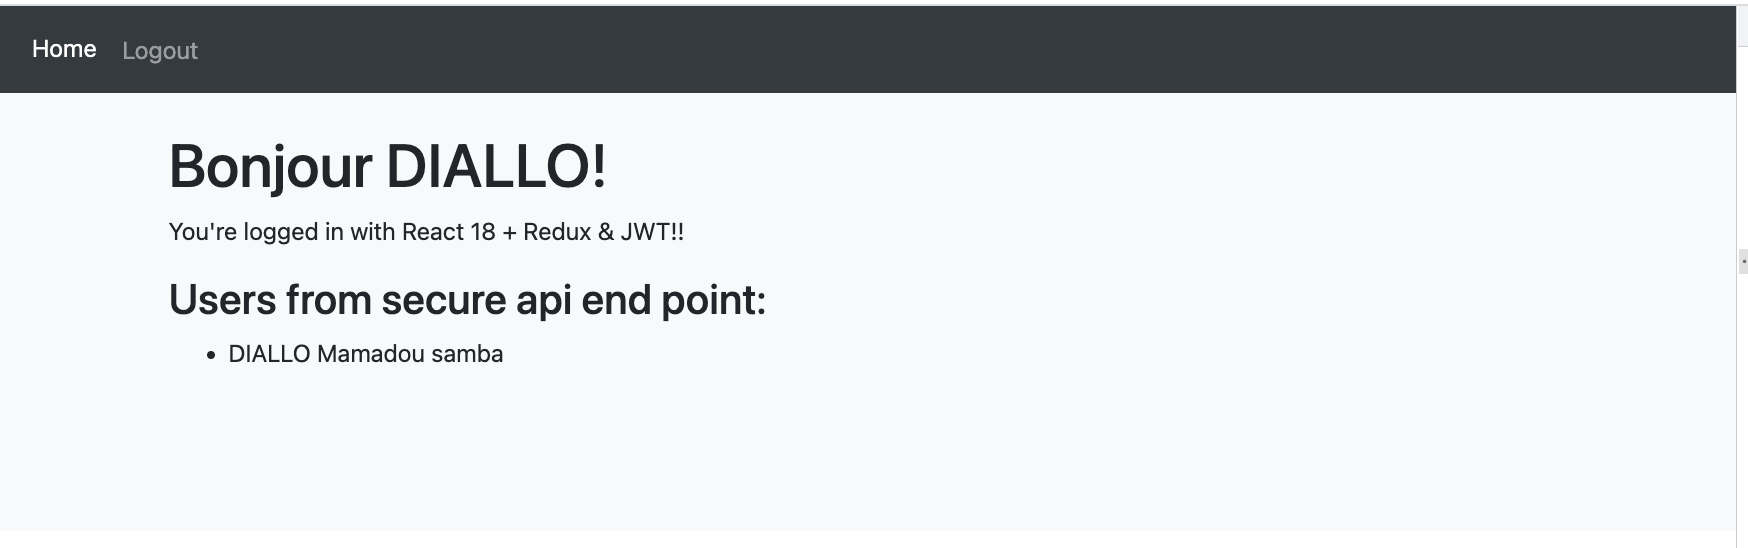 Home Logout
Bonjour DIALLO!
You're logged in with React 18 + Redux & JWT!!
Users from secure api end point:
• DIALLO Mamadou samba